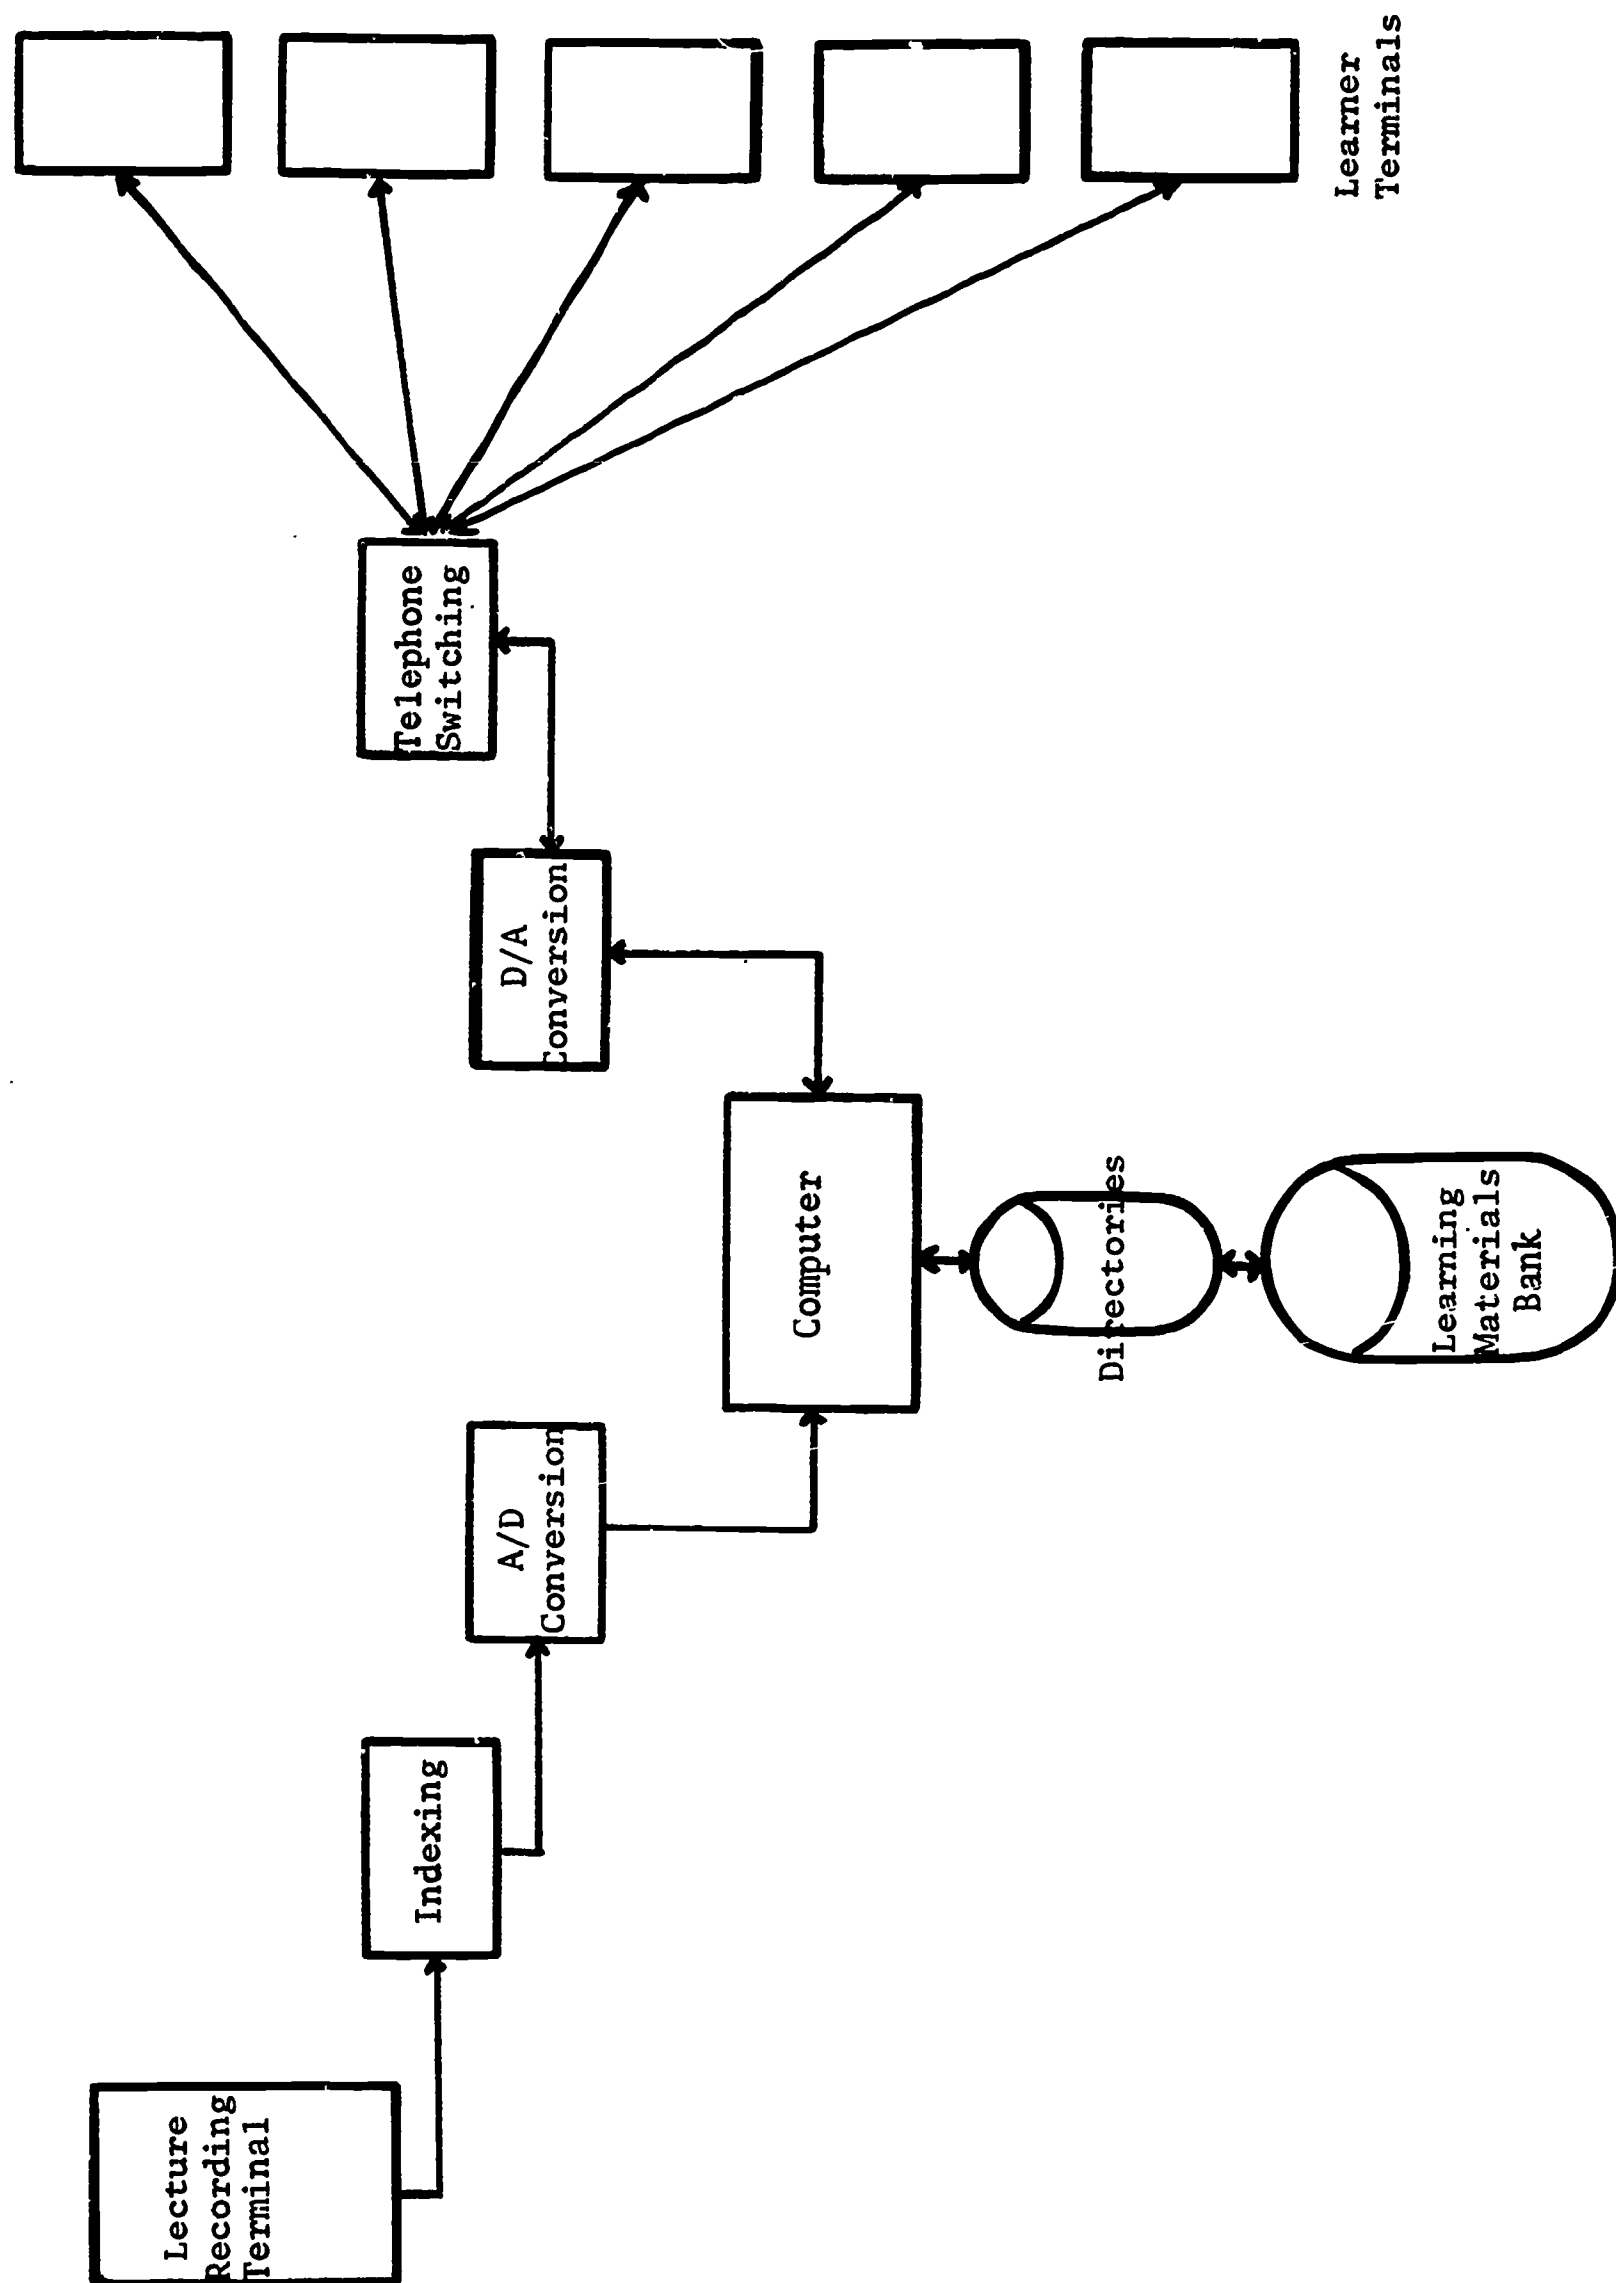 Lecture
Recording
Terminal
Indexing
A/D
Conversion
Computer
Directories
Learning
Materials
Bank
D/A
Conversion
Telephone
Switching
Learner
Terminals